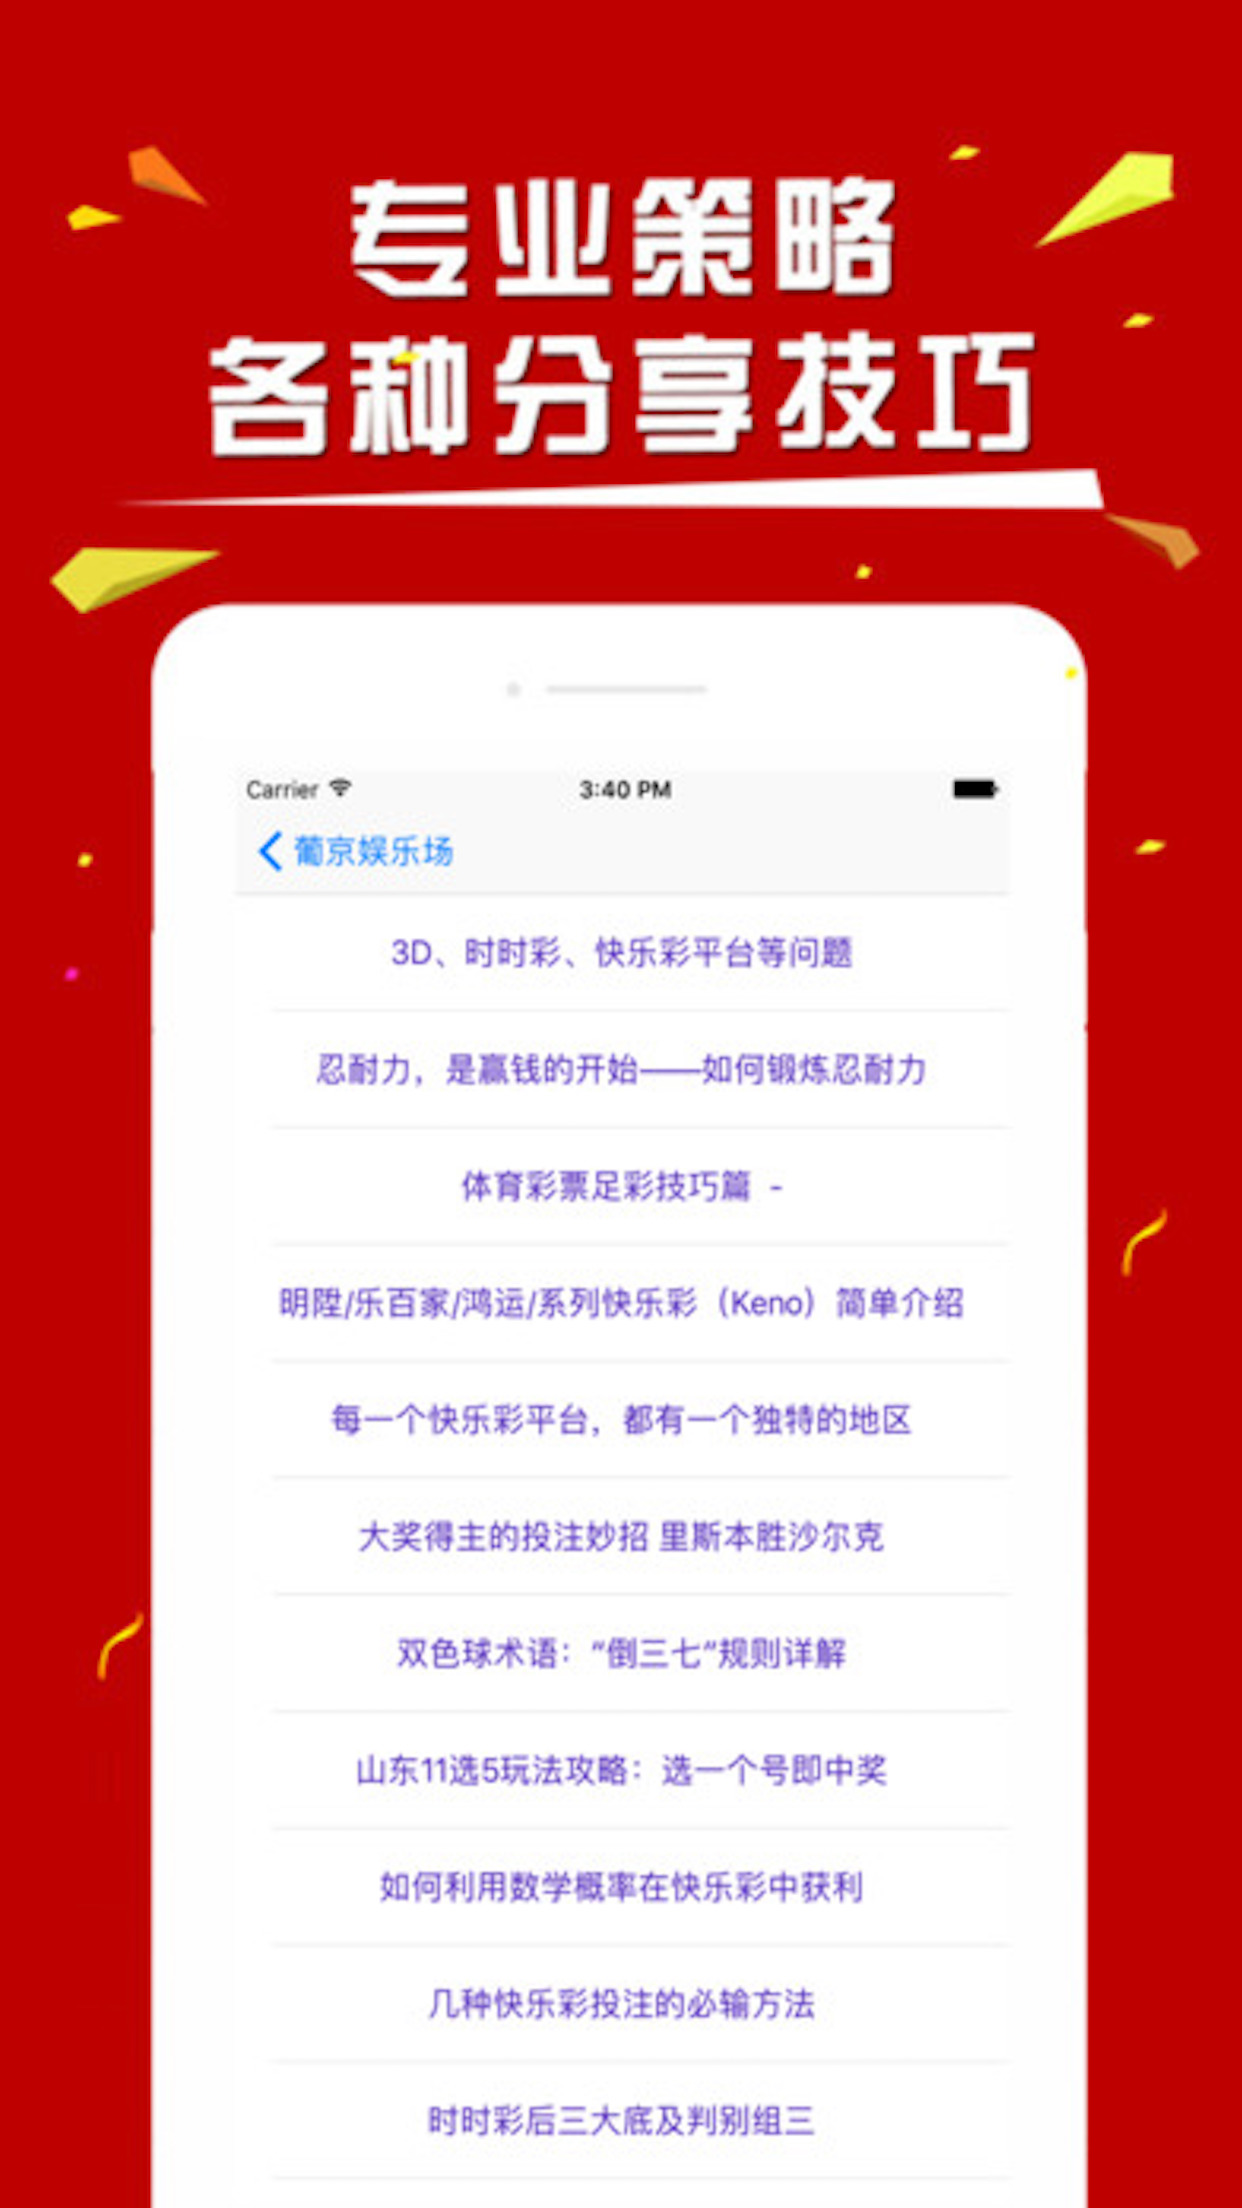 专业策略
各种分享技巧
Carrier 3:40 PM
葡京娱乐场
3D、时时彩、快乐彩平台等问题
忍耐力，是赢钱的开始——如何锻炼忍耐力
体育彩票足彩技巧篇 -
明陞/乐百家/鸿运/系列快乐彩（Keno）简单介绍
每一个快乐彩平台，都有一个独特的地区
大奖得主的投注妙招 里斯本胜沙尔克
双色球术语：“倒三七”规则详解
山东11选5玩法攻略：选一个号即中奖
如何利用数学概率在快乐彩中获利
几种快乐彩投注的必输方法
时时彩后三大底及判别组三